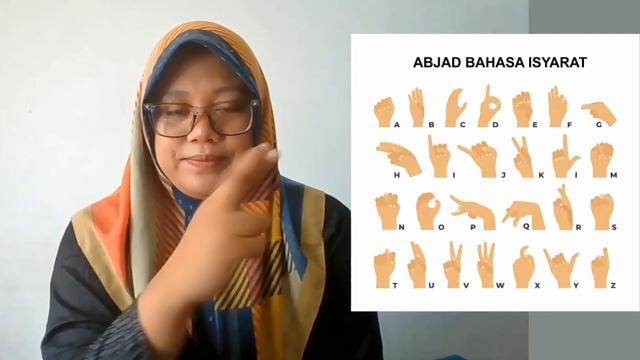 ABJAD BAHASA ISYARAT
A B C D E F G
H I J K L M
N O P Q R S
T U V W X Y Z